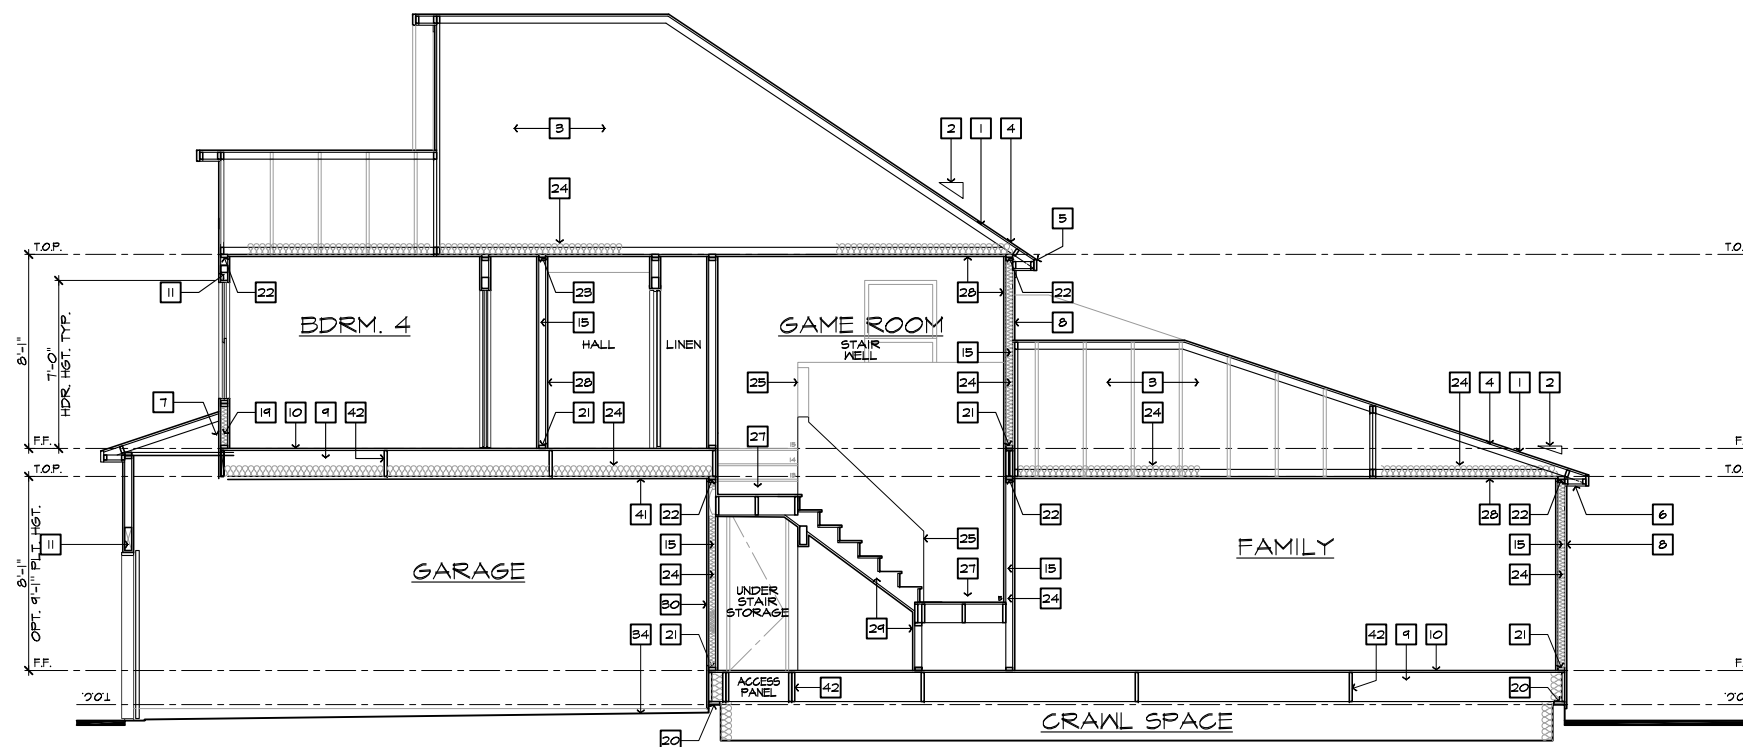 3
2
1
4
24
5
T.O.P.
T.O.
11
22
23
28
22
BDRM. 4
15
HALL
LINEN
GAME ROOM
STAIR
WELL
15
8
8'-1"
7'-0"
HDR. HGT. TYP.
28
25
24
3
24
4
1
2
7
19
10
9
42
21
24
27
21
24
F.F.
F.
15
14
13
T.O.P.
T.O.
41
22
22
28
22
6
11
15
25
FAMILY
15
8
GARAGE
24
UNDER
STAIR
STORAGE
27
15
24
8'-1"
OPT. 9'-1" PLT. HGT.
30
29
24
34
21
42
9
10
21
F.F.
F.
T.O.C.
ACCESS
PANEL
42
20
CRAWL SPACE
20